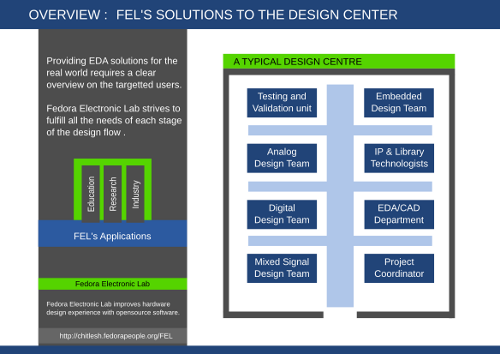 OVERVIEW : FEL'S SOLUTIONS TO THE DESIGN CENTER
Providing EDA solutions for the
real world requires a clear
overview on the targetted users.
Fedora Electronic Lab strives to
fulfill all the needs of each stage
of the design flow .
Education
Research
Industry
FEL's Applications
Fedora Electronic Lab
Fedora Electronic Lab improves hardware
design experience with opensource software.
http://chitlesh.fedorapeople.org/FEL
A TYPICAL DESIGN CENTRE
Testing and
Validation unit
Embedded
Design Team
Analog
Design Team
IP & Library
Technologists
Digital
Design Team
EDA/CAD
Department
Mixed Signal
Design Team
Project
Coordinator